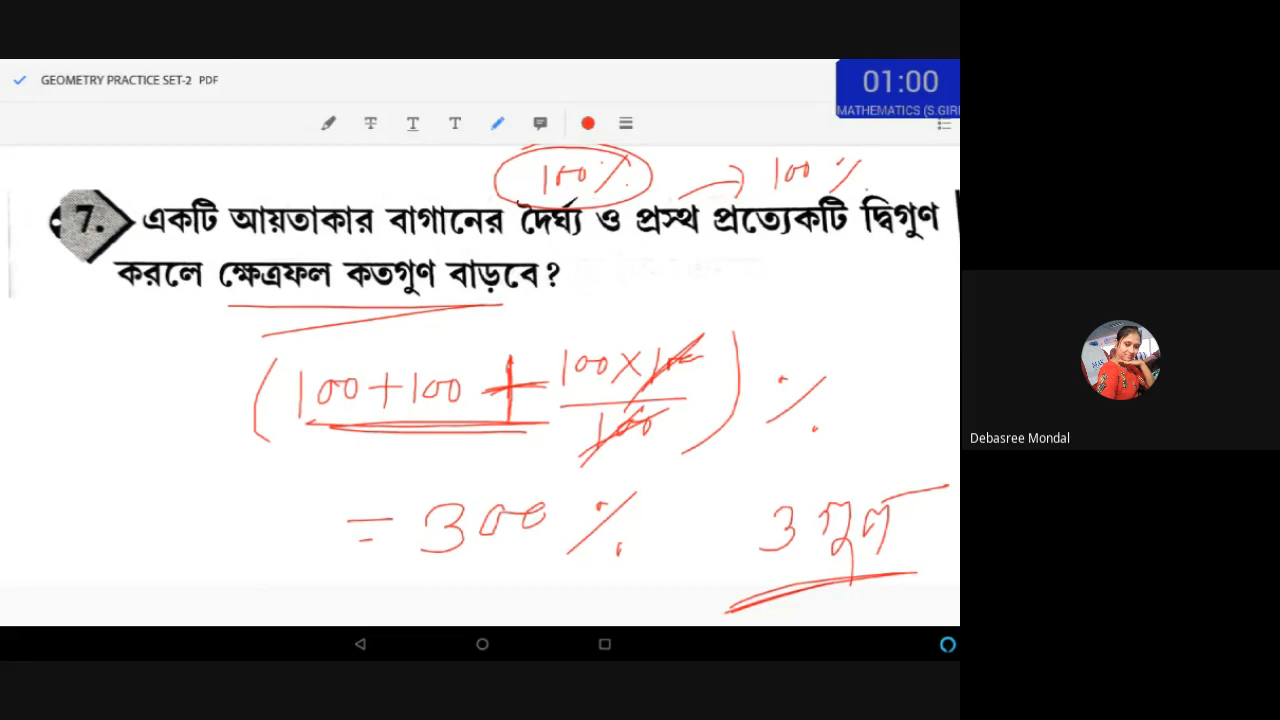 GEOMETRY PRACTICE SET-2 PDF
01:00
MATHEMATICS (S.GIRI
100% → 100%
7. একটি আয়তাকার বাগানের দৈর্ঘ্য ও প্রস্থ প্রত্যেকটি দ্বিগুণ
করলে ক্ষেত্রফল কতগুণ বাড়বে?
(100+100 + 100×100/100) %
= 300 % 3 গুণ
Debasree Mondal